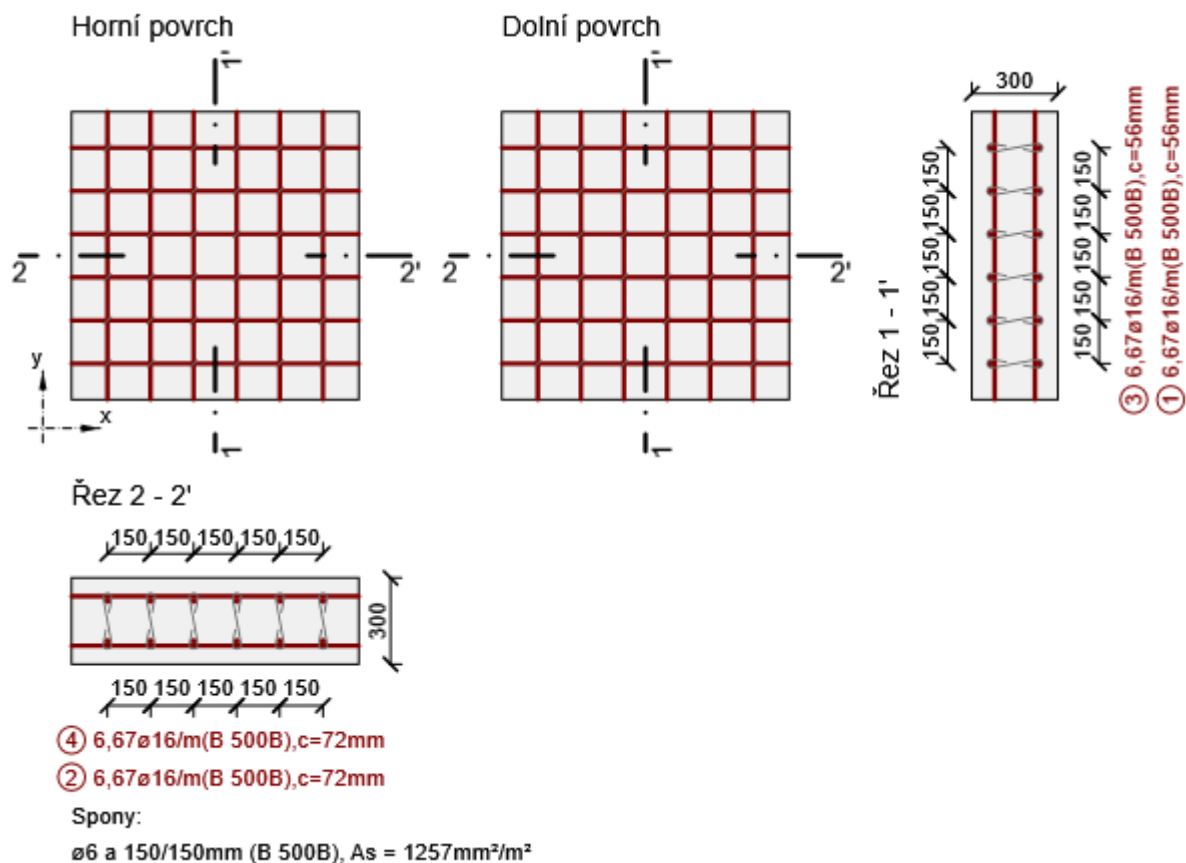 Horní povrch
Dolní povrch
1'
1'
300
2
2'
2
2'
y
x
1
1
150 150 150 150 150
150 150 150 150 150
Řez 1 - 1'
3 6,67ø16/m(B 500B),c=56mm
1 6,67ø16/m(B 500B),c=56mm
Řez 2 - 2'
150 150 150 150 150
300
150 150 150 150 150
4 6,67ø16/m(B 500B),c=72mm
2 6,67ø16/m(B 500B),c=72mm
Spony:
ø6 a 150/150mm (B 500B), As = 1257mm²/m²